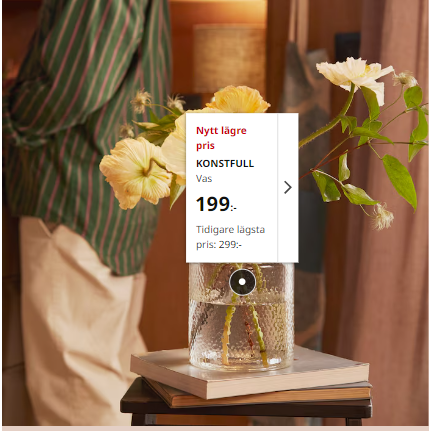 Nytt lägre
pris
KONSTFULL
Vas
199:-
Tidigare lägsta
pris: 299:-